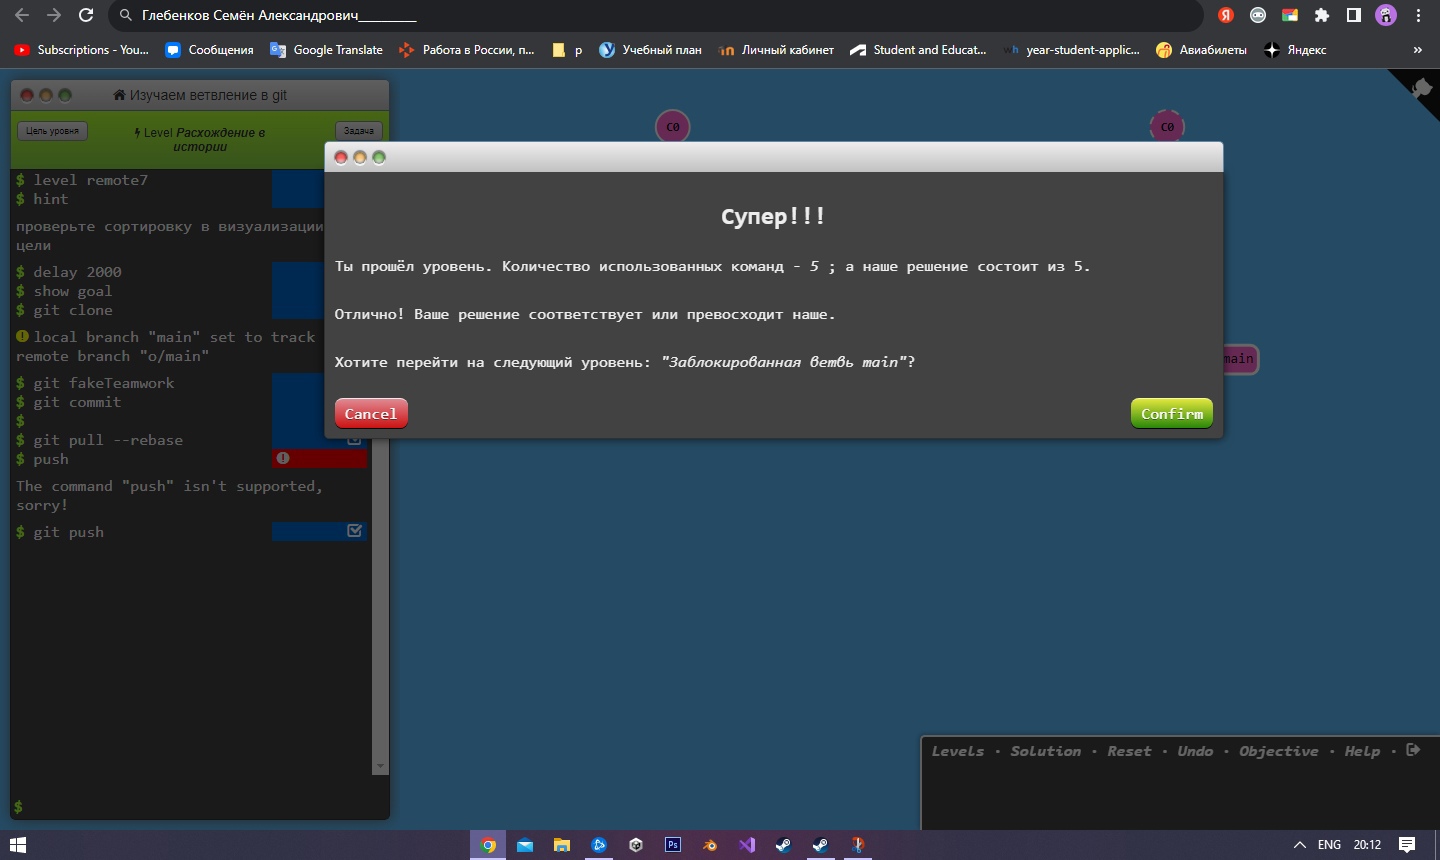 Глебенков Семён Александрович_________
Subscriptions - You...
Сообщения
Google Translate
Работа в России, п...
р
Учебный план
Личный кабинет
Student and Educat...
year-student-applic...
Авиабилеты
Яндекс
»
Изучаем ветвление в git
Цель уровня
Level Расхождение в
истории
Задача
$ level remote7
$ hint
проверьте сортировку в визуализации
цели
$ delay 2000
$ show goal
$ git clone
local branch "main" set to track
remote branch "o/main"
$ git fakeTeamwork
$ git commit
$
$ git pull --rebase
$ push
The command "push" isn't supported,
sorry!
$ git push
$
C0
C0
main
Супер!!!
Ты прошёл уровень. Количество использованных команд - 5 ; а наше решение состоит из 5.
Отлично! Ваше решение соответствует или превосходит наше.
Хотите перейти на следующий уровень: "Заблокированная ветвь main"?
Cancel
Confirm
Levels · Solution · Reset · Undo · Objective · Help ·
Ps
ENG
20:12